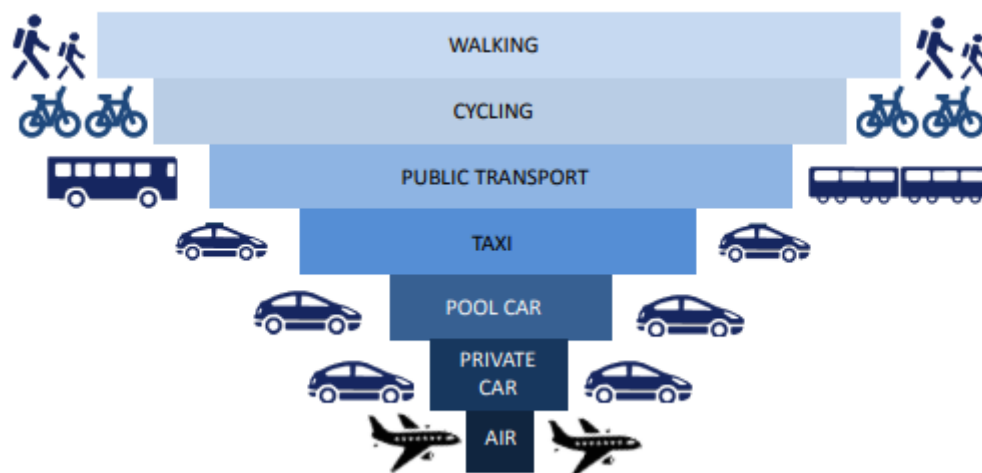 WALKING
CYCLING
PUBLIC TRANSPORT
TAXI
POOL CAR
PRIVATE
CAR
AIR